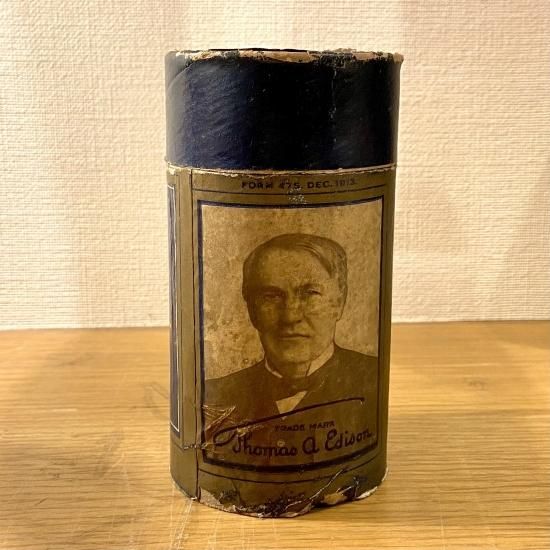 FORM 475, DEC. 1913.
TRADE MARK
Thomas A Edison